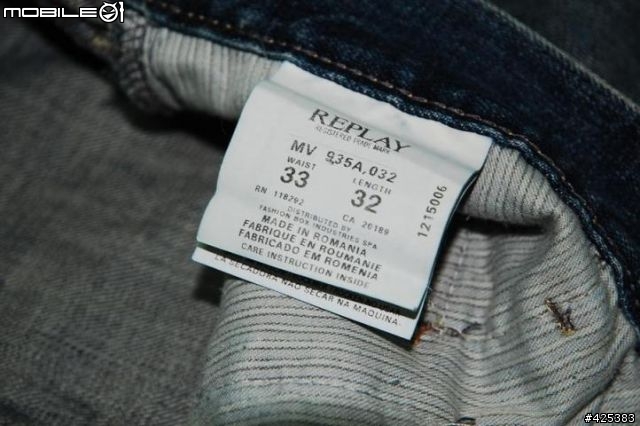 MOBILE01
REPLAY
REGISTERED TRADE MARK
MV 935A,032
WAIST LENGTH
33 32
RN 118292 CA 26189
DISTRIBUTED BY
FASHION BOX INDUSTRIES SPA
MADE IN ROMANIA
FABRIQUE EN ROUMANIE
FABRICADO EM ROMENIA
CARE INSTRUCTION INSIDE
1215006
LA SECADORA NÃO SECAR NA MAQUINA.
#425383